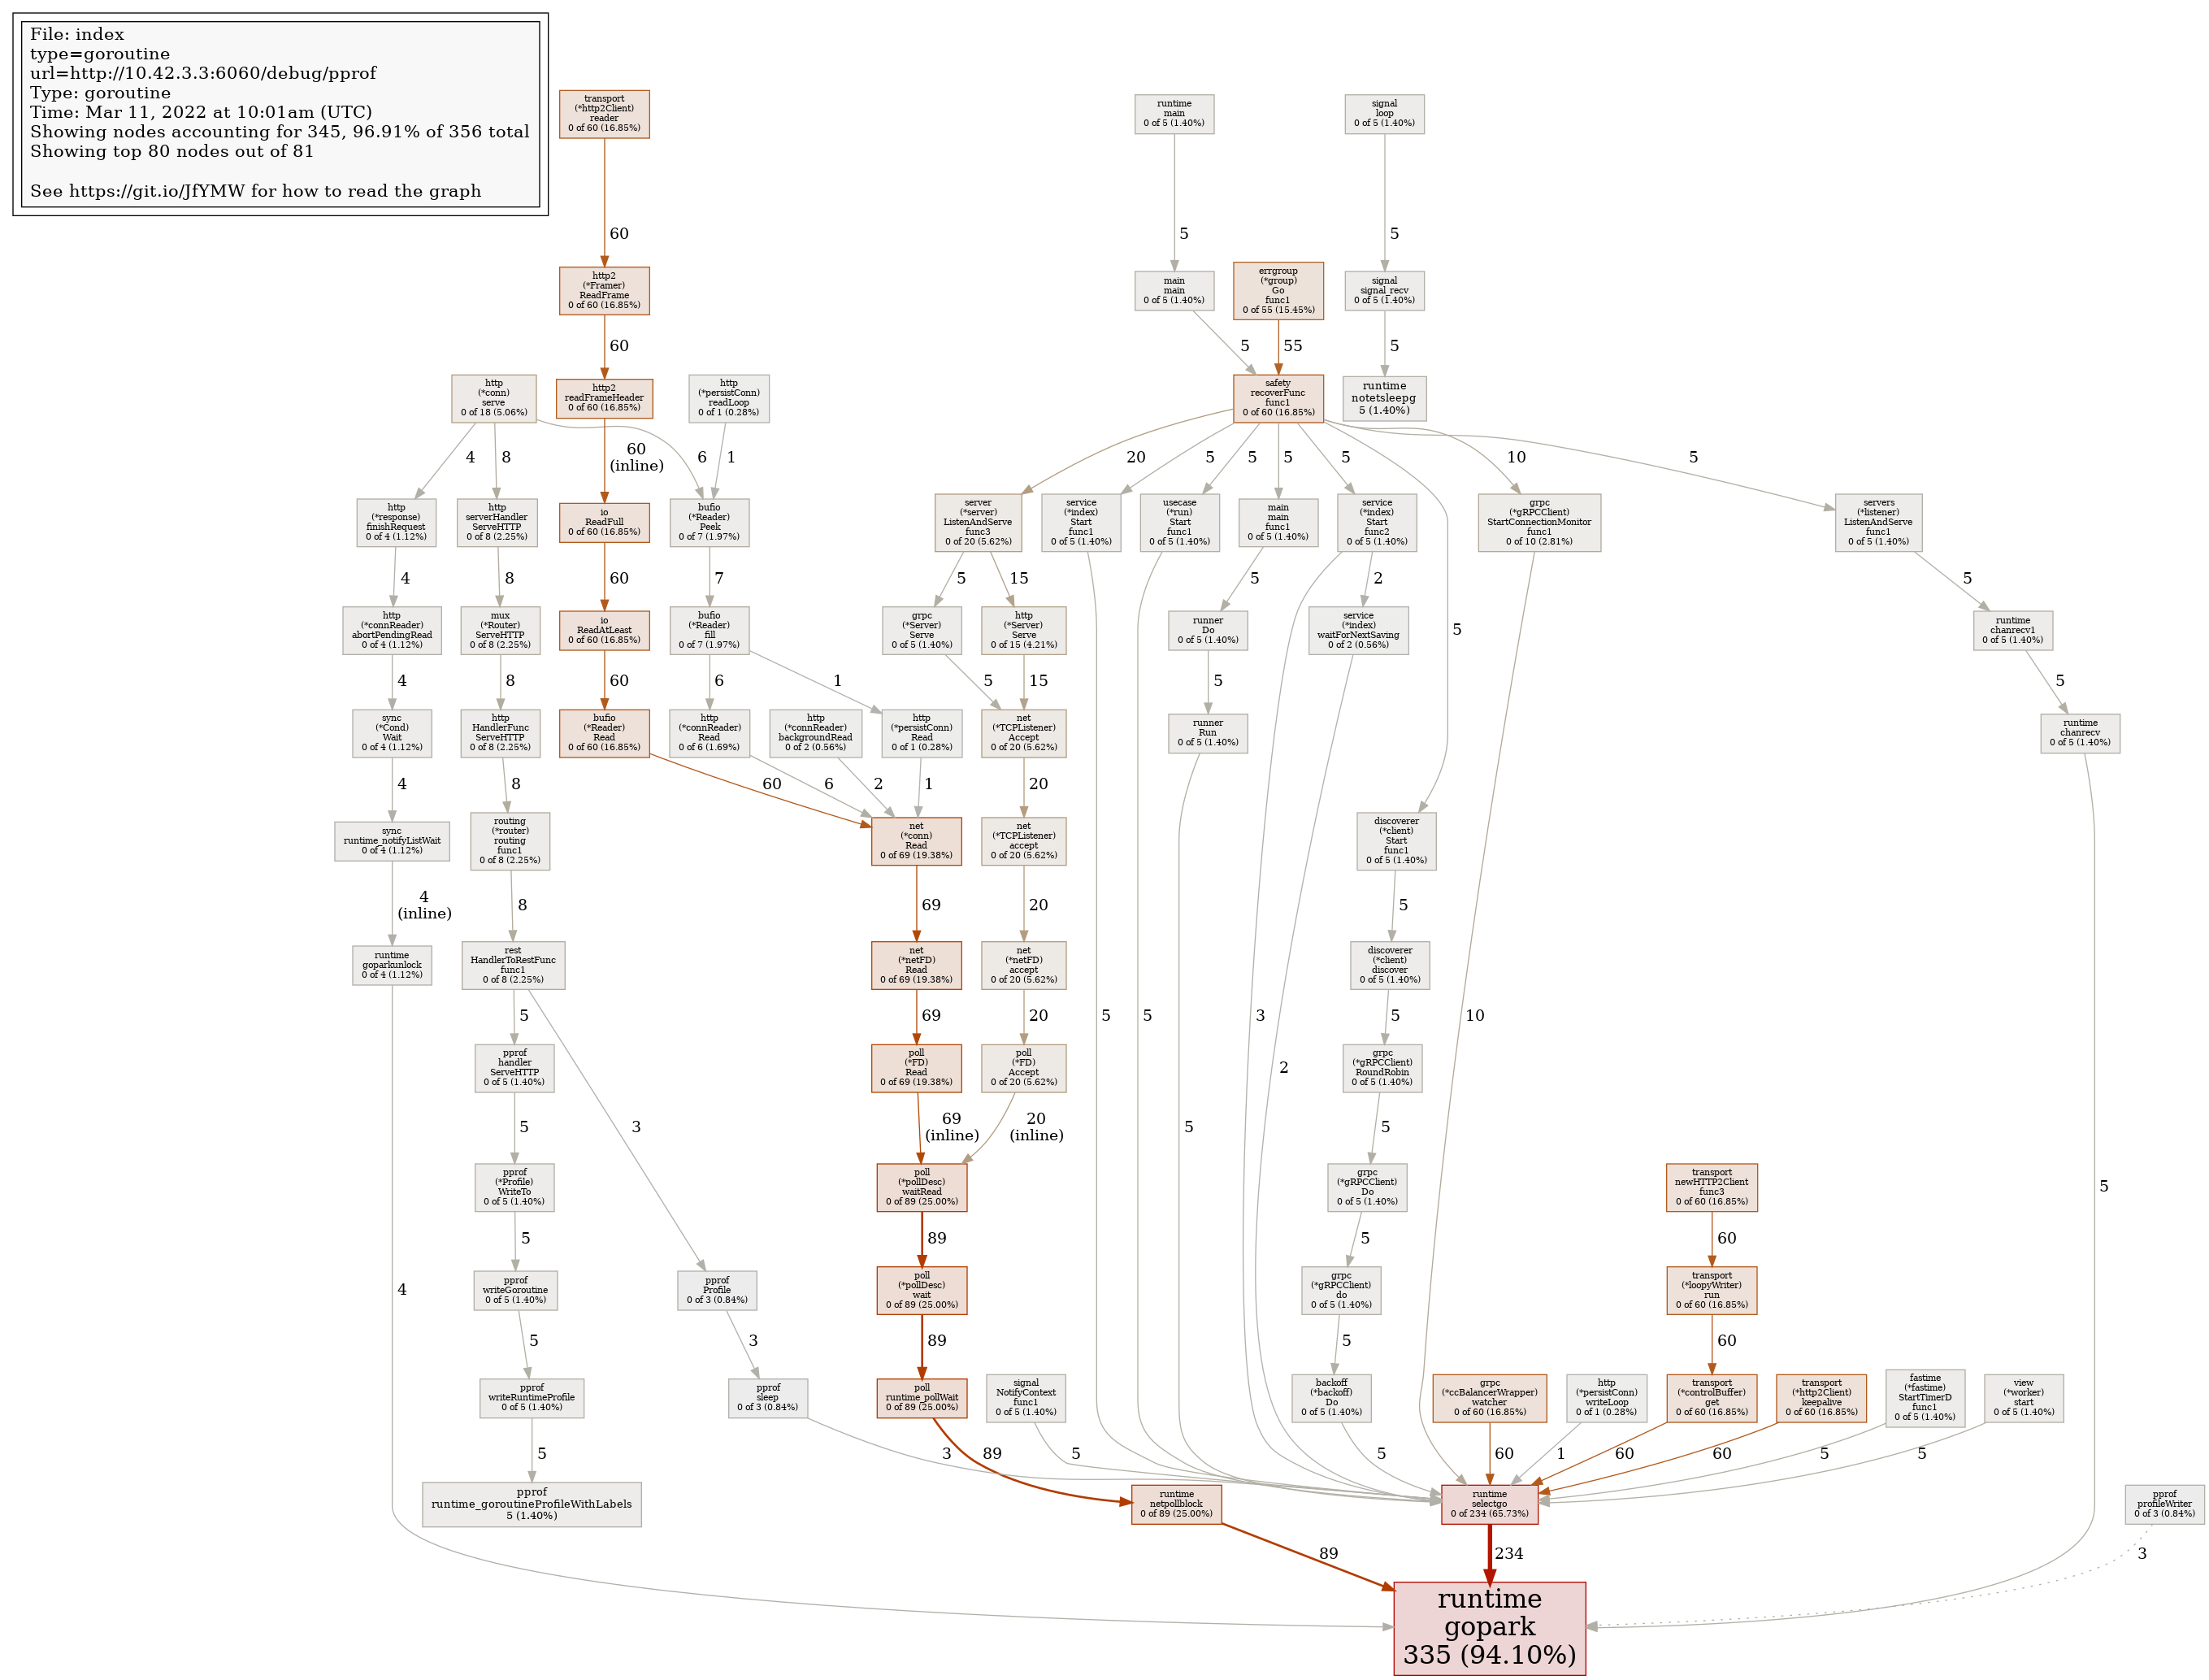 File: index
type=goroutine
url=http://10.42.3.3:6060/debug/pprof
Type: goroutine
Time: Mar 11, 2022 at 10:01am (UTC)
Showing nodes accounting for 345, 96.91% of 356 total
Showing top 80 nodes out of 81
See https://git.io/JfYMW for how to read the graph
transport
(*http2Client)
reader
0 of 60 (16.85%)
runtime
main
0 of 5 (1.40%)
signal
loop
0 of 5 (1.40%)
60
5
5
http2
(*Framer)
ReadFrame
0 of 60 (16.85%)
main
main
0 of 5 (1.40%)
errgroup
(*group)
Go
func1
0 of 55 (15.45%)
signal
signal_recv
0 of 5 (1.40%)
60
5
55
5
http
(*conn)
serve
0 of 18 (5.06%)
http2
readFrameHeader
0 of 60 (16.85%)
http
(*persistConn)
readLoop
0 of 1 (0.28%)
safety
recoverFunc
func1
0 of 60 (16.85%)
runtime
notetsleepg
5 (1.40%)
4
8
60
(inline)
6
1
20
5
5
5
5
10
5
http
(*response)
finishRequest
0 of 4 (1.12%)
http
serverHandler
ServeHTTP
0 of 8 (2.25%)
io
ReadFull
0 of 60 (16.85%)
bufio
(*Reader)
Peek
0 of 7 (1.97%)
server
(*server)
ListenAndServe
func3
0 of 20 (5.62%)
service
(*index)
Start
func1
0 of 5 (1.40%)
usecase
(*run)
Start
func1
0 of 5 (1.40%)
main
main
func1
0 of 5 (1.40%)
service
(*index)
Start
func2
0 of 5 (1.40%)
grpc
(*gRPCClient)
StartConnectionMonitor
func1
0 of 10 (2.81%)
servers
(*listener)
ListenAndServe
func1
0 of 5 (1.40%)
4
8
60
7
5
15
5
2
5
5
http
(*connReader)
abortPendingRead
0 of 4 (1.12%)
mux
(*Router)
ServeHTTP
0 of 8 (2.25%)
io
ReadAtLeast
0 of 60 (16.85%)
bufio
(*Reader)
fill
0 of 7 (1.97%)
grpc
(*Server)
Serve
0 of 5 (1.40%)
http
(*Server)
Serve
0 of 15 (4.21%)
runner
Do
0 of 5 (1.40%)
service
(*index)
waitForNextSaving
0 of 2 (0.56%)
runtime
chanrecv1
0 of 5 (1.40%)
4
8
60
6
1
5
15
5
5
sync
(*Cond)
Wait
0 of 4 (1.12%)
http
HandlerFunc
ServeHTTP
0 of 8 (2.25%)
bufio
(*Reader)
Read
0 of 60 (16.85%)
http
(*connReader)
Read
0 of 6 (1.69%)
http
(*connReader)
backgroundRead
0 of 2 (0.56%)
http
(*persistConn)
Read
0 of 1 (0.28%)
net
(*TCPListener)
Accept
0 of 20 (5.62%)
runner
Run
0 of 5 (1.40%)
runtime
chanrecv
0 of 5 (1.40%)
4
8
60
6
2
1
20
sync
runtime_notifyListWait
0 of 4 (1.12%)
routing
(*router)
routing
func1
0 of 8 (2.25%)
net
(*conn)
Read
0 of 69 (19.38%)
net
(*TCPListener)
accept
0 of 20 (5.62%)
discoverer
(*client)
Start
func1
0 of 5 (1.40%)
4
(inline)
8
69
20
5
runtime
goparkunlock
0 of 4 (1.12%)
rest
HandlerToRestFunc
func1
0 of 8 (2.25%)
net
(*netFD)
Read
0 of 69 (19.38%)
net
(*netFD)
accept
0 of 20 (5.62%)
discoverer
(*client)
discover
0 of 5 (1.40%)
5
69
20
5
5
3
5
10
pprof
handler
ServeHTTP
0 of 5 (1.40%)
poll
(*FD)
Read
0 of 69 (19.38%)
poll
(*FD)
Accept
0 of 20 (5.62%)
grpc
(*gRPCClient)
RoundRobin
0 of 5 (1.40%)
2
5
3
69
(inline)
20
(inline)
5
5
pprof
(*Profile)
WriteTo
0 of 5 (1.40%)
poll
(*pollDesc)
waitRead
0 of 89 (25.00%)
grpc
(*gRPCClient)
Do
0 of 5 (1.40%)
transport
newHTTP2Client
func3
0 of 60 (16.85%)
5
5
89
5
60
4
pprof
writeGoroutine
0 of 5 (1.40%)
pprof
Profile
0 of 3 (0.84%)
poll
(*pollDesc)
wait
0 of 89 (25.00%)
grpc
(*gRPCClient)
do
0 of 5 (1.40%)
transport
(*loopyWriter)
run
0 of 60 (16.85%)
5
3
89
5
60
pprof
writeRuntimeProfile
0 of 5 (1.40%)
pprof
sleep
0 of 3 (0.84%)
poll
runtime_pollWait
0 of 89 (25.00%)
signal
NotifyContext
func1
0 of 5 (1.40%)
backoff
(*backoff)
Do
0 of 5 (1.40%)
grpc
(*ccBalancerWrapper)
watcher
0 of 60 (16.85%)
http
(*persistConn)
writeLoop
0 of 1 (0.28%)
transport
(*controlBuffer)
get
0 of 60 (16.85%)
transport
(*http2Client)
keepalive
0 of 60 (16.85%)
fastime
(*fastime)
StartTimerD
func1
0 of 5 (1.40%)
view
(*worker)
start
0 of 5 (1.40%)
5
3
89
5
5
60
1
60
60
5
5
pprof
runtime_goroutineProfileWithLabels
5 (1.40%)
runtime
netpollblock
0 of 89 (25.00%)
runtime
selectgo
0 of 234 (65.73%)
pprof
profileWriter
0 of 3 (0.84%)
89
234
3
runtime
gopark
335 (94.10%)